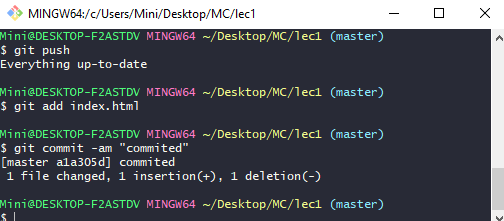 MINGW64:/c/Users/Mini/Desktop/MC/lec1
Mini@DESKTOP-F2ASTDV MINGW64 ~/Desktop/MC/lec1 (master)
$ git push
Everything up-to-date
Mini@DESKTOP-F2ASTDV MINGW64 ~/Desktop/MC/lec1 (master)
$ git add index.html
Mini@DESKTOP-F2ASTDV MINGW64 ~/Desktop/MC/lec1 (master)
$ git commit -am "commited"
[master a1a305d] commited
 1 file changed, 1 insertion(+), 1 deletion(-)
Mini@DESKTOP-F2ASTDV MINGW64 ~/Desktop/MC/lec1 (master)
$